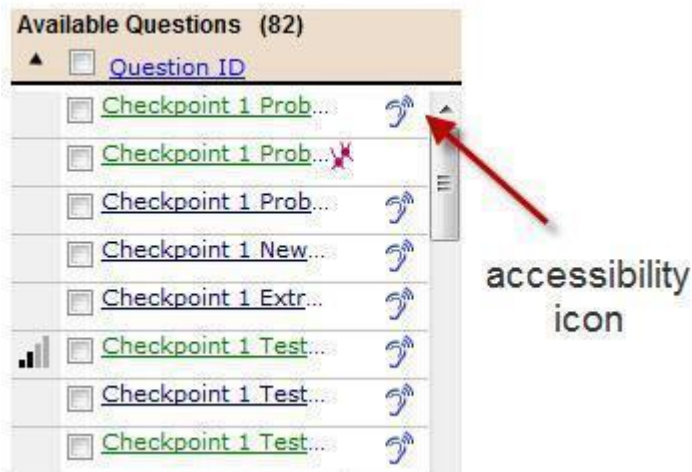 Available Questions (82)
Question ID
Checkpoint 1 Prob...
Checkpoint 1 Prob...
Checkpoint 1 Prob...
Checkpoint 1 New...
Checkpoint 1 Extr...
Checkpoint 1 Test...
Checkpoint 1 Test...
Checkpoint 1 Test...
accessibility
icon